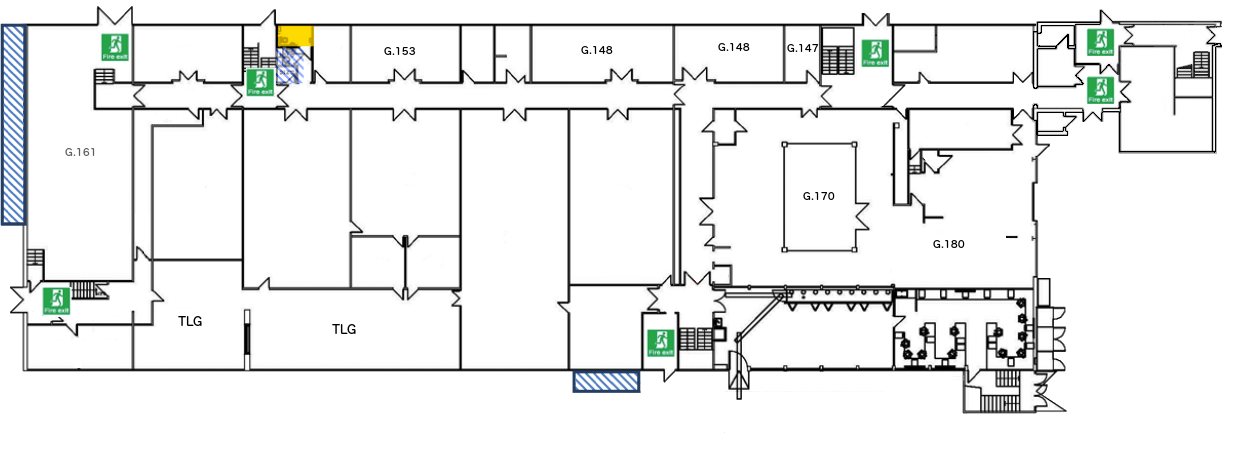 G.153
G.148
G.148
G.147
Fire exit
Fire exit
Fire exit
Fire exit
Fire exit
G.161
G.170
G.180
Fire exit
TLG
TLG
Fire exit